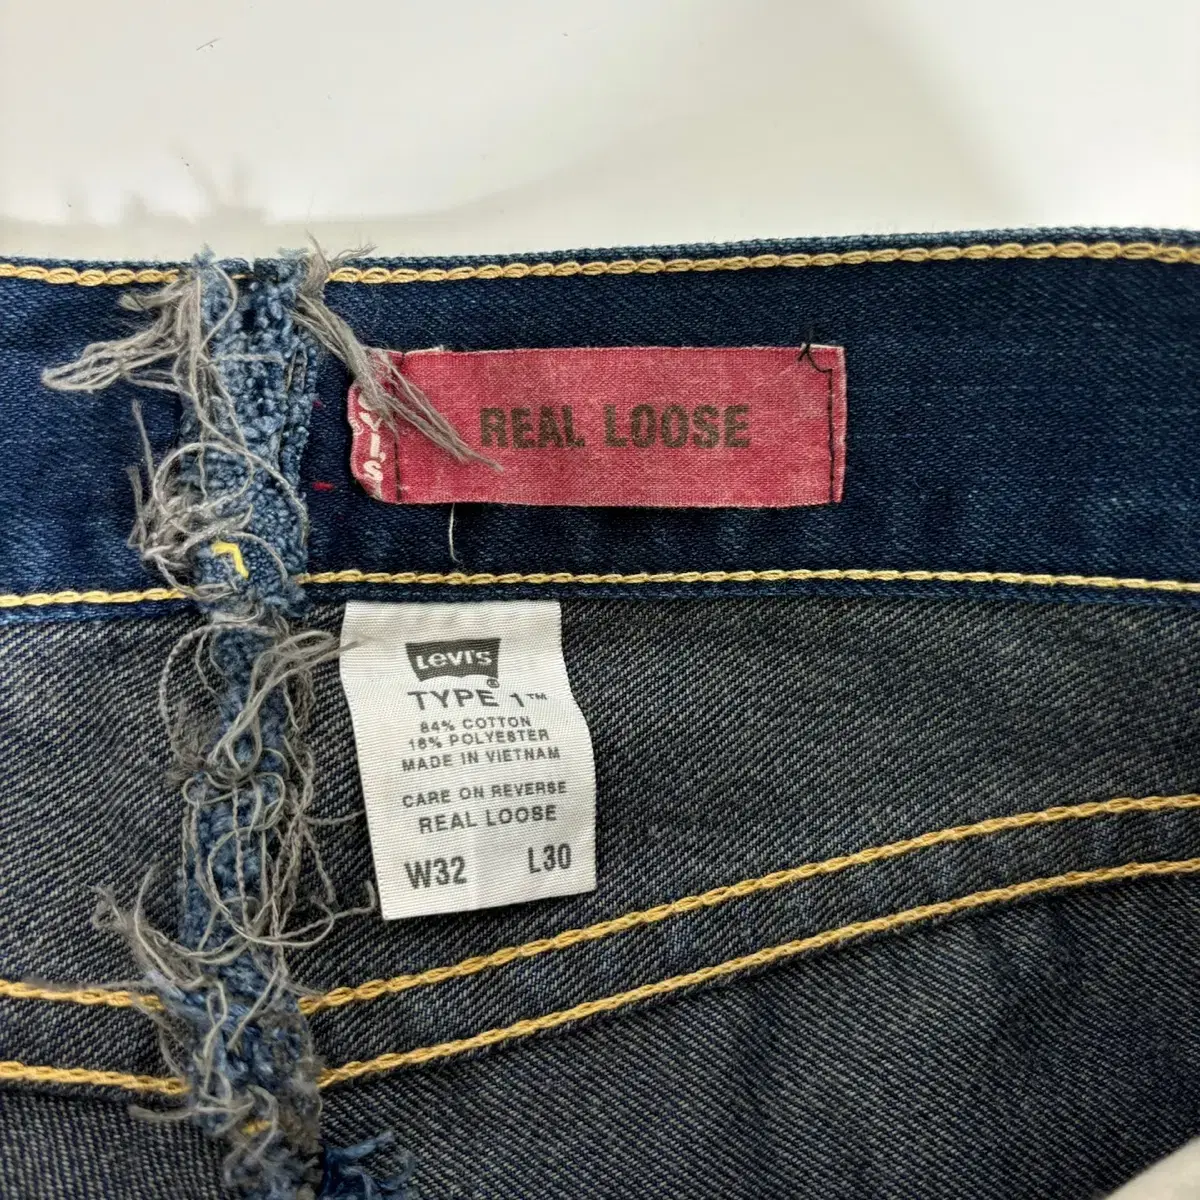 REAL LOOSE
VI'S
LEVI'S
®
TYPE 1™
84% COTTON
16% POLYESTER
MADE IN VIETNAM
CARE ON REVERSE
REAL LOOSE
W32 L30